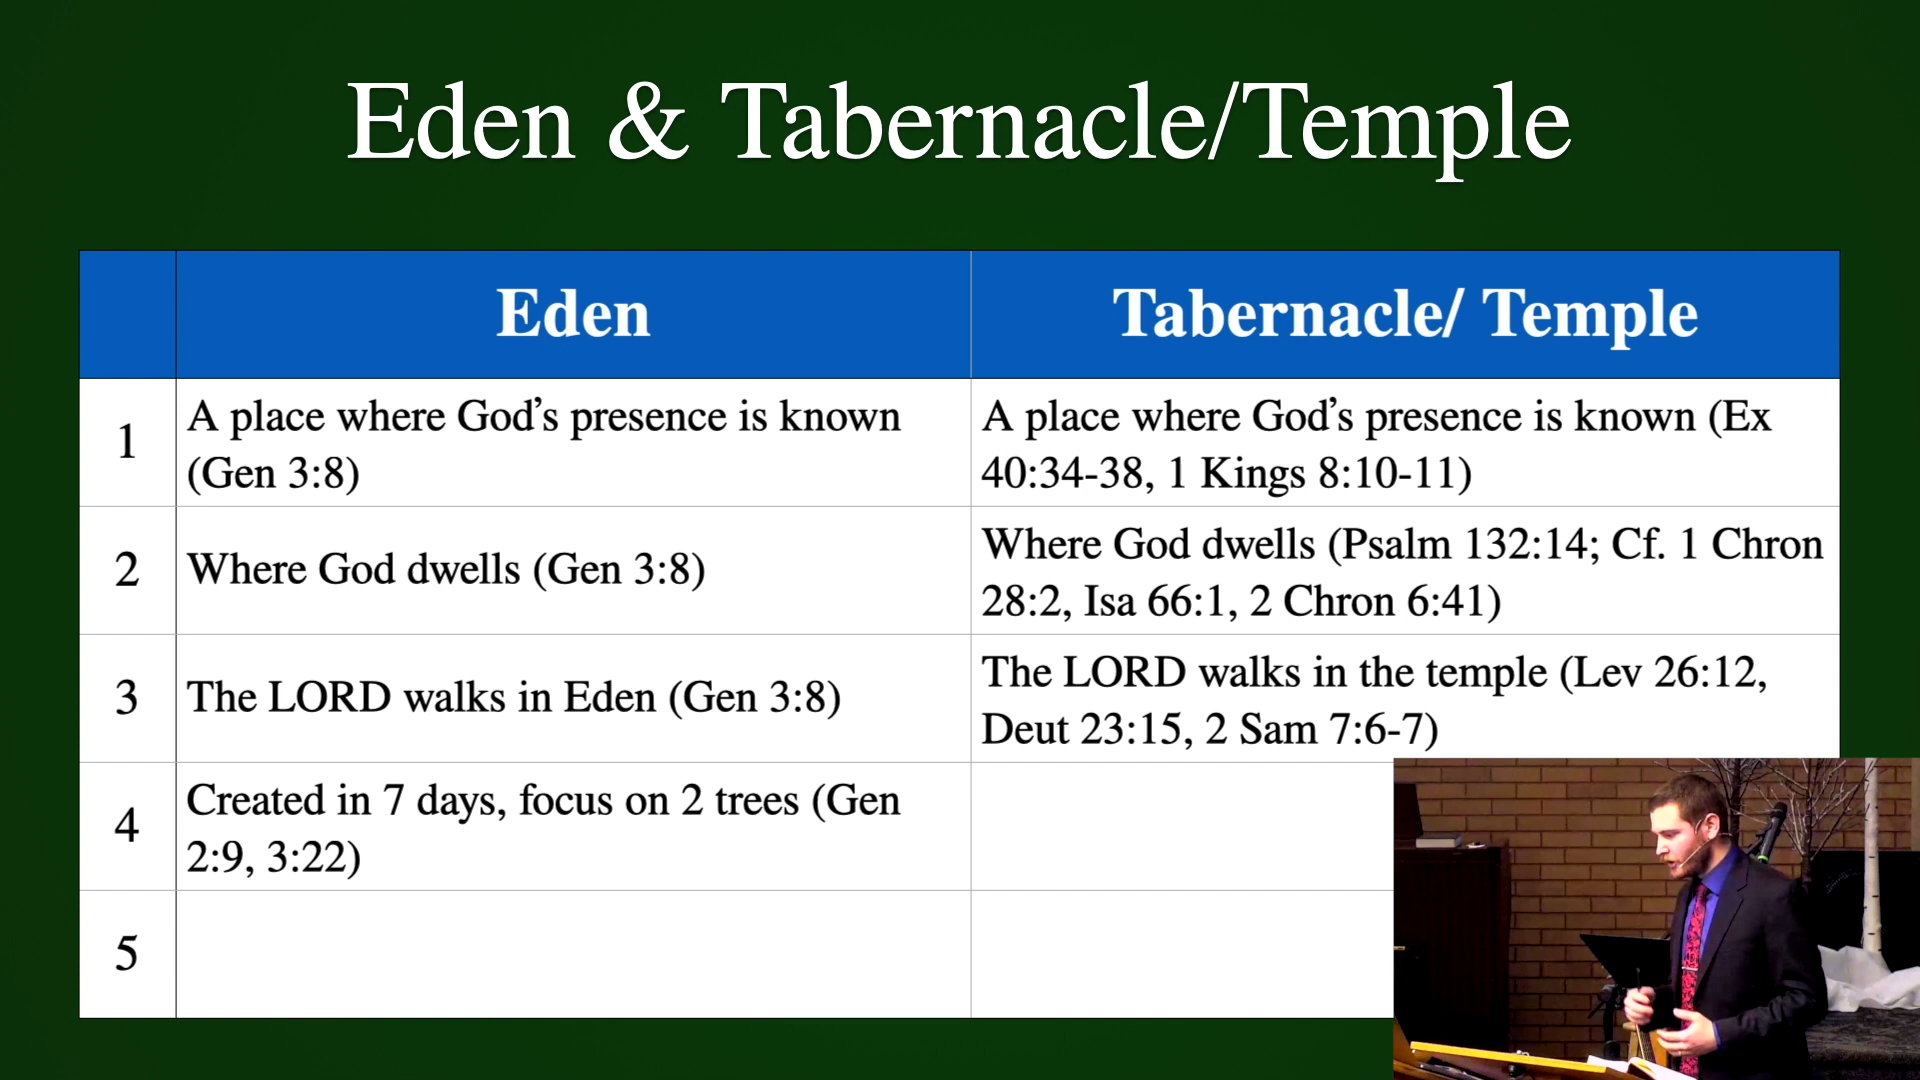 Eden & Tabernacle/Temple
Eden
Tabernacle/ Temple
1
A place where God’s presence is known
(Gen 3:8)
A place where God’s presence is known (Ex
40:34-38, 1 Kings 8:10-11)
2
Where God dwells (Gen 3:8)
Where God dwells (Psalm 132:14; Cf. 1 Chron
28:2, Isa 66:1, 2 Chron 6:41)
3
The LORD walks in Eden (Gen 3:8)
The LORD walks in the temple (Lev 26:12,
Deut 23:15, 2 Sam 7:6-7)
4
Created in 7 days, focus on 2 trees (Gen
2:9, 3:22)
5